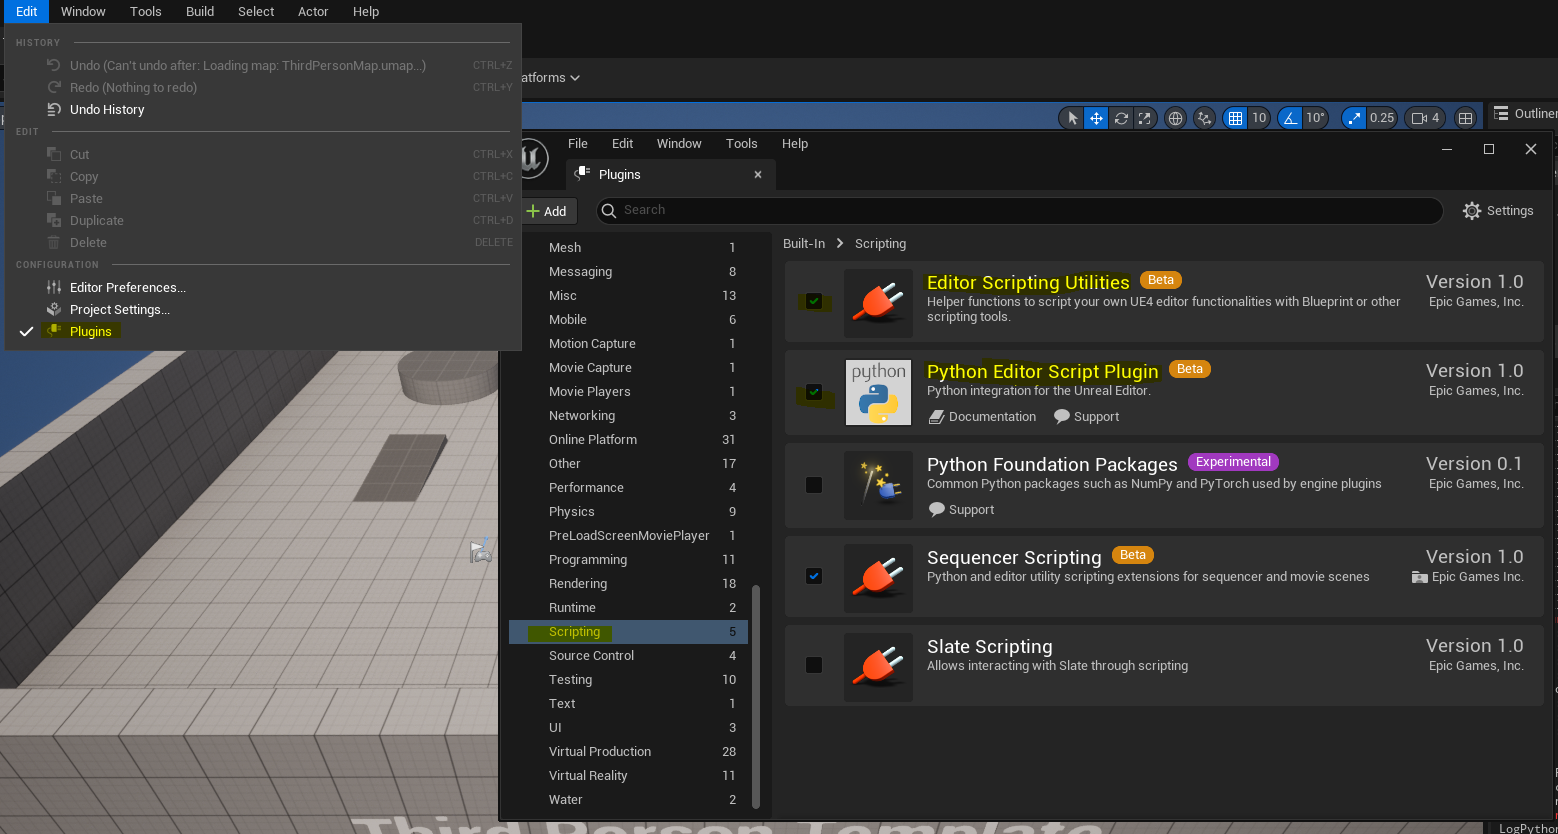 Edit Window Tools Build Select Actor Help
HISTORY
Undo (Can't undo after: Loading map: ThirdPersonMap.umap...) CTRL+Z
Redo (Nothing to redo) CTRL+Y
Undo History
EDIT
Cut CTRL+X
Copy CTRL+C
Paste CTRL+V
Duplicate CTRL+D
Delete DELETE
CONFIGURATION
Editor Preferences...
Project Settings...
Plugins
atforms
10 10° 0.25 4
Outliner
File Edit Window Tools Help
Plugins
Add
Search
Settings
Mesh 1
Messaging 8
Misc 13
Mobile 6
Motion Capture 1
Movie Capture 1
Movie Players 1
Networking 3
Online Platform 31
Other 17
Performance 4
Physics 9
PreLoadScreenMoviePlayer 1
Programming 11
Rendering 18
Runtime 2
Scripting 5
Source Control 4
Testing 10
Text 1
UI 3
Virtual Production 28
Virtual Reality 11
Water 2
Built-In > Scripting
Editor Scripting Utilities Beta Version 1.0
Helper functions to script your own UE4 editor functionalities with Blueprint or other Epic Games, Inc.
scripting tools.
python
Python Editor Script Plugin Beta Version 1.0
Python integration for the Unreal Editor. Epic Games, Inc.
Documentation Support
Python Foundation Packages Experimental Version 0.1
Common Python packages such as NumPy and PyTorch used by engine plugins Epic Games, Inc.
Support
Sequencer Scripting Beta Version 1.0
Python and editor utility scripting extensions for sequencer and movie scenes Epic Games Inc.
Slate Scripting Version 1.0
Allows interacting with Slate through scripting Epic Games, Inc.
Third Person Template
LogPytho